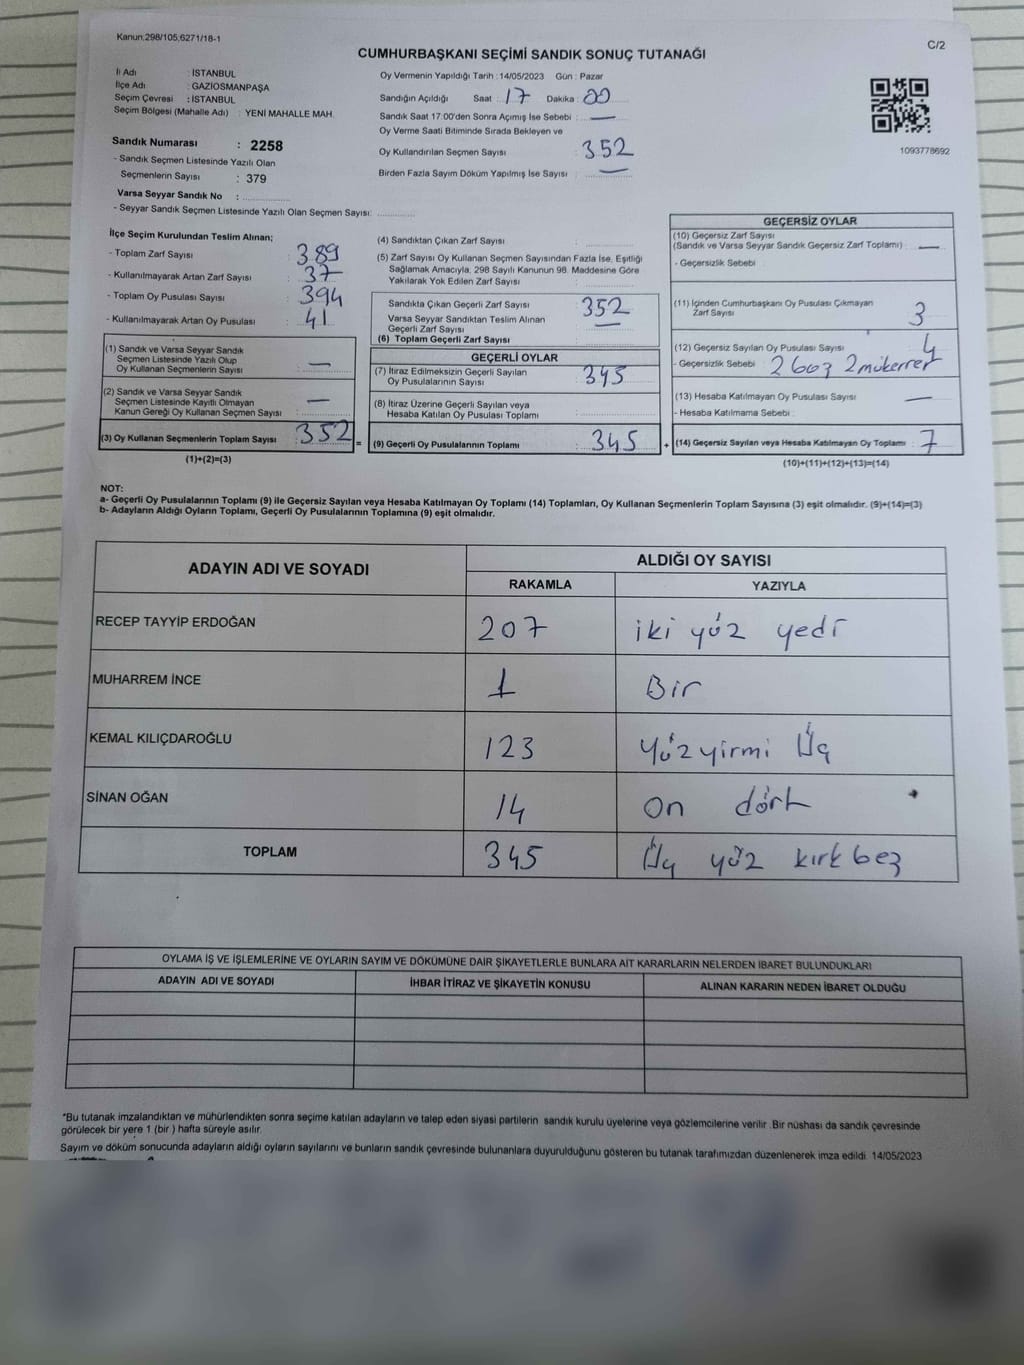 Kanun:298/105,6271/18-1
C/2
CUMHURBAŞKANI SEÇİMİ SANDIK SONUÇ TUTANAĞI
İl Adı : İSTANBUL
İlçe Adı : GAZİOSMANPAŞA
Seçim Çevresi : İSTANBUL
Seçim Bölgesi (Mahalle Adı) : YENİ MAHALLE MAH.
Sandık Numarası : 2258
- Sandık Seçmen Listesinde Yazılı Olan
Seçmenlerin Sayısı : 379
Varsa Seyyar Sandık No :
- Seyyar Sandık Seçmen Listesinde Yazılı Olan Seçmen Sayısı:
Oy Vermenin Yapıldığı Tarih : 14/05/2023 Gün : Pazar
Sandığın Açıldığı Saat : 17 Dakika : 00
Sandık Saat 17.00'den Sonra Açımış İse Sebebi : —
Oy Verme Saati Bitiminde Sırada Bekleyen ve
Oy Kullandırılan Seçmen Sayısı : 352
Birden Fazla Sayım Döküm Yapılmış İse Sayısı : —
1093778692
İlçe Seçim Kurulundan Teslim Alınan;
- Toplam Zarf Sayısı : 389
- Kullanılmayarak Artan Zarf Sayısı : 37
- Toplam Oy Pusulası Sayısı : 394
- Kullanılmayarak Artan Oy Pusulası : 41
(1) Sandık ve Varsa Seyyar Sandık
Seçmen Listesinde Yazılı Olup
Oy Kullanan Seçmenlerin Sayısı : —
(2) Sandık ve Varsa Seyyar Sandık
Seçmen Listesinde Kayıtlı Olmayan
Kanun Gereği Oy Kullanan Seçmen Sayısı : —
(3) Oy Kullanan Seçmenlerin Toplam Sayısı : 352
(1)+(2)=(3)
=
(4) Sandıktan Çıkan Zarf Sayısı :
(5) Zarf Sayısı Oy Kullanan Seçmen Sayısından Fazla İse, Eşitliği
Sağlamak Amacıyla, 298 Sayılı Kanunun 98. Maddesine Göre
Yakılarak Yok Edilen Zarf Sayısı :
Sandıkta Çıkan Geçerli Zarf Sayısı : 352
Varsa Seyyar Sandıktan Teslim Alınan
Geçerli Zarf Sayısı : —
(6) Toplam Geçerli Zarf Sayısı :
GEÇERLİ OYLAR
(7) İtiraz Edilmeksizin Geçerli Sayılan
Oy Pusulalarının Sayısı : 345
(8) İtiraz Üzerine Geçerli Sayılan veya
Hesaba Katılan Oy Pusulası Toplamı :
(9) Geçerli Oy Pusulalarının Toplamı : 345
+
GEÇERSİZ OYLAR
(10) Geçersiz Zarf Sayısı
(Sandık ve Varsa Seyyar Sandık Geçersiz Zarf Toplamı) : —
- Geçersizlik Sebebi :
(11) İçinden Cumhurbaşkanı Oy Pusulası Çıkmayan
Zarf Sayısı : 3
(12) Geçersiz Sayılan Oy Pusulası Sayısı : 4
- Geçersizlik Sebebi : 2 boş 2 mükerrer
(13) Hesaba Katılmayan Oy Pusulası Sayısı : —
- Hesaba Katılmama Sebebi :
(14) Geçersiz Sayılan veya Hesaba Katılmayan Oy Toplamı : 7
(10)+(11)+(12)+(13)=(14)
NOT:
a- Geçerli Oy Pusulalarının Toplamı (9) ile Geçersiz Sayılan veya Hesaba Katılmayan Oy Toplamı (14) Toplamları, Oy Kullanan Seçmenlerin Toplam Sayısına (3) eşit olmalıdır. (9)+(14)=(3)
b- Adayların Aldığı Oyların Toplamı, Geçerli Oy Pusulalarının Toplamına (9) eşit olmalıdır.
ADAYIN ADI VE SOYADI ALDIĞI OY SAYISI
RAKAMLA YAZIYLA
RECEP TAYYİP ERDOĞAN 207 iki yüz yedi
MUHARREM İNCE 1 Bir
KEMAL KILIÇDAROĞLU 123 Yüz yirmi Üç
SİNAN OĞAN 14 on dört
TOPLAM 345 Üç yüz kırk beş
OYLAMA İŞ VE İŞLEMLERİNE VE OYLARIN SAYIM VE DÖKÜMÜNE DAİR ŞİKAYETLERLE BUNLARA AİT KARARLARIN NELERDEN İBARET BULUNDUKLARI
ADAYIN ADI VE SOYADI İHBAR İTİRAZ VE ŞİKAYETİN KONUSU ALINAN KARARIN NEDEN İBARET OLDUĞU
*Bu tutanak imzalandıktan ve mühürlendikten sonra seçime katılan adayların ve talep eden siyasi partilerin sandık kurulu üyelerine veya gözlemcilerine verilir .Bir nüshası da sandık çevresinde
görülecek bir yere 1 (bir ) hafta süreyle asılır.
Sayım ve döküm sonucunda adayların aldığı oyların sayılarını ve bunların sandık çevresinde bulunanlara duyurulduğunu gösteren bu tutanak tarafımızdan düzenlenerek imza edildi. 14/05/2023